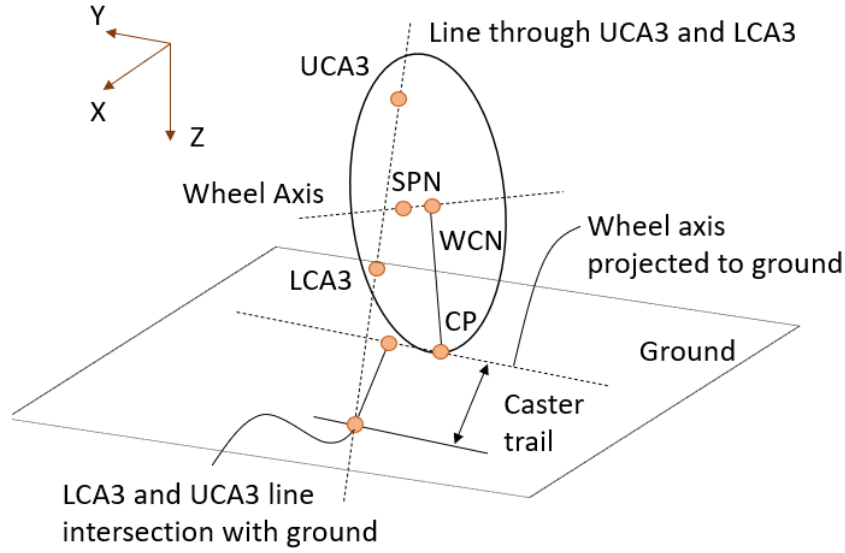 Y
X
Z
Line through UCA3 and LCA3
UCA3
SPN
Wheel Axis
WCN
Wheel axis
projected to ground
LCA3
CP
Ground
Caster
trail
LCA3 and UCA3 line
intersection with ground